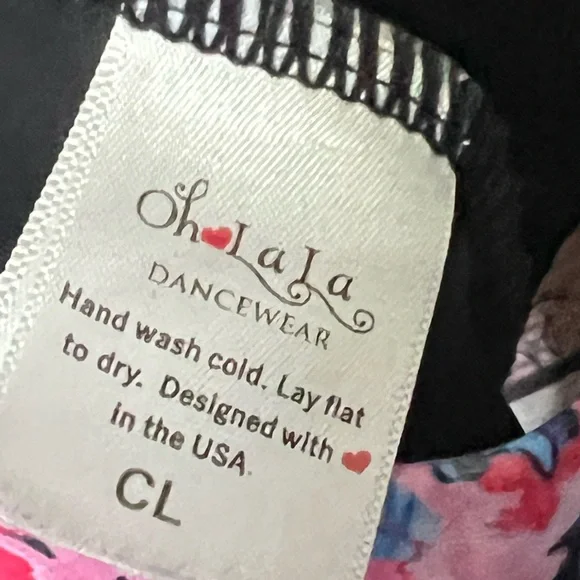 Oh LaLa
DANCEWEAR
Hand wash cold. Lay flat
to dry. Designed with
in the USA.
CL